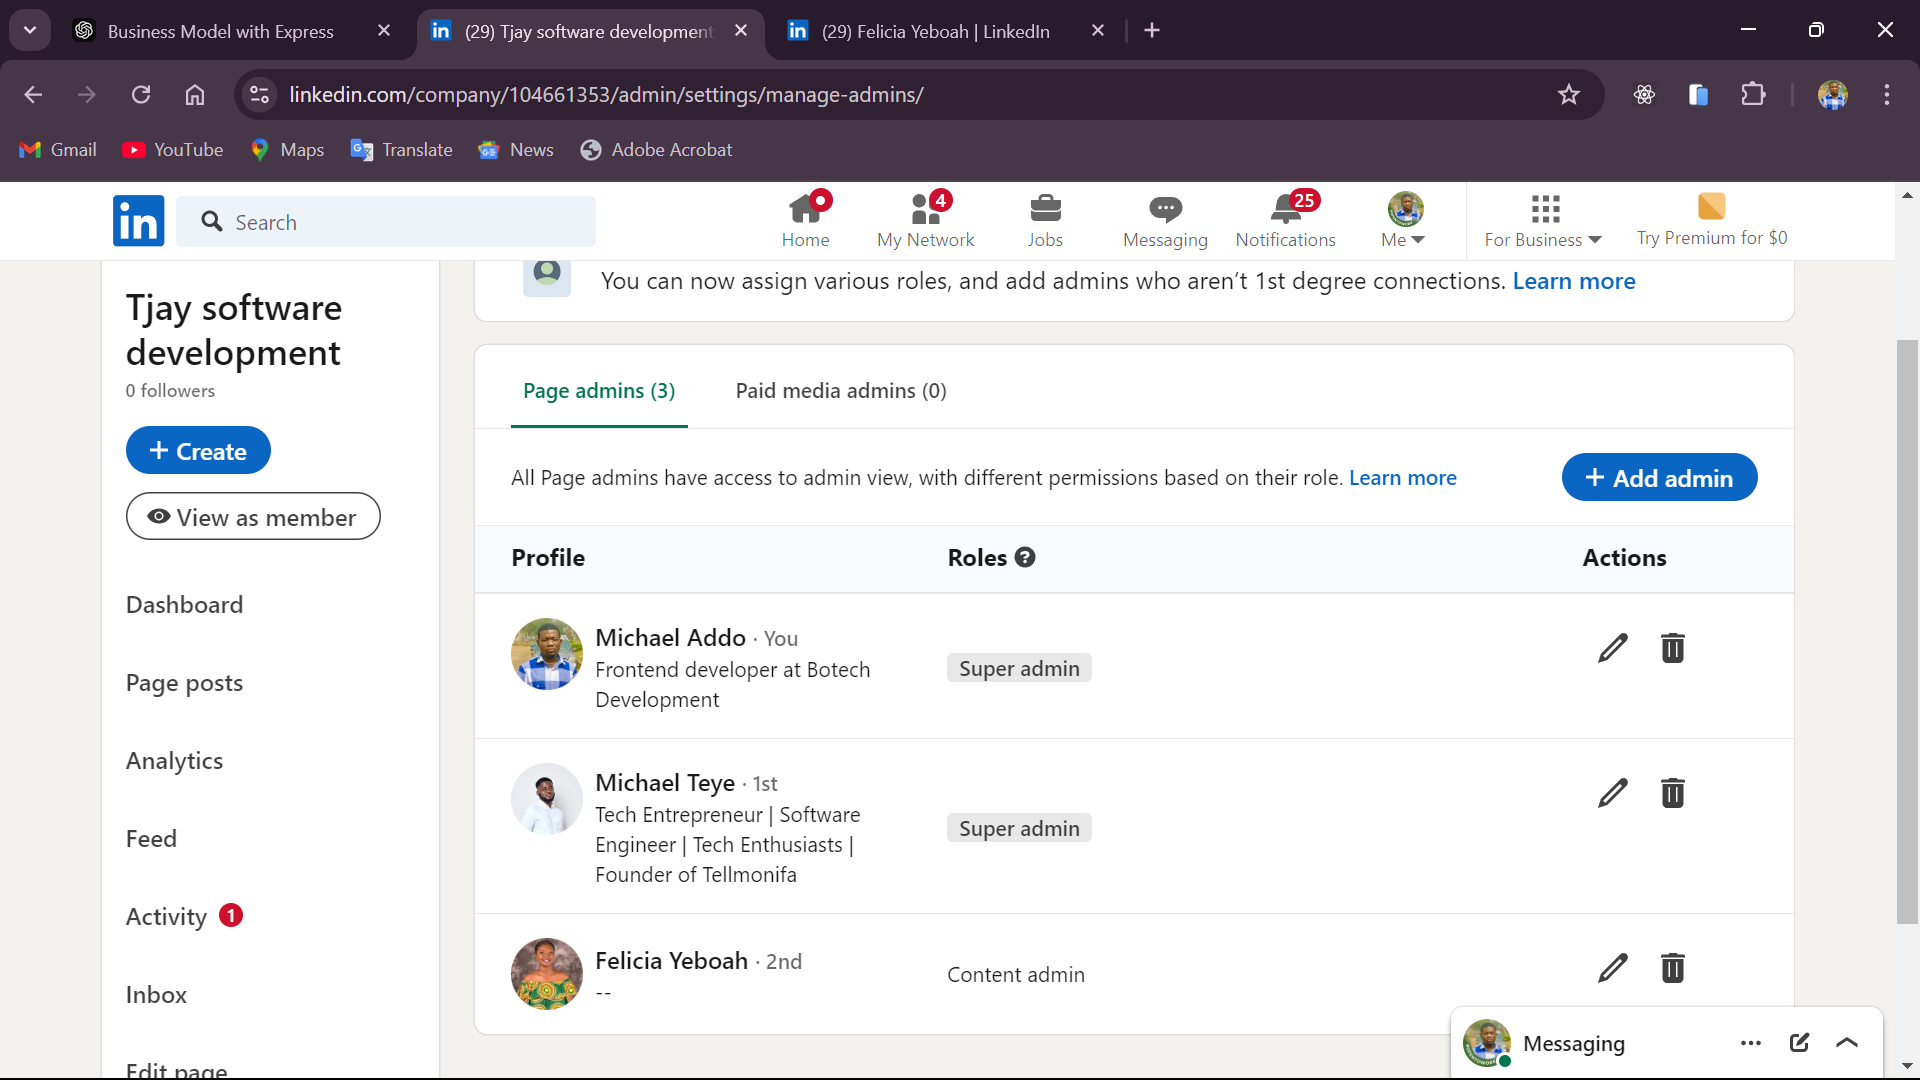 Business Model with Express
(29) Tjay software development
(29) Felicia Yeboah | LinkedIn
linkedin.com/company/104661353/admin/settings/manage-admins/
Gmail
YouTube
Maps
Translate
News
Adobe Acrobat
in
Search
Home
4
My Network
Jobs
Messaging
25
Notifications
Me
For Business
Try Premium for $0
Tjay software
development
0 followers
+ Create
View as member
Dashboard
Page posts
Analytics
Feed
Activity 1
Inbox
Edit page
You can now assign various roles, and add admins who aren’t 1st degree connections. Learn more
Page admins (3)
Paid media admins (0)
All Page admins have access to admin view, with different permissions based on their role. Learn more
+ Add admin
Profile
Roles ?
Actions
Michael Addo · You
Frontend developer at Botech
Development
Super admin
Michael Teye · 1st
Tech Entrepreneur | Software
Engineer | Tech Enthusiasts |
Founder of Tellmonifa
Super admin
Felicia Yeboah · 2nd
--
Content admin
Messaging